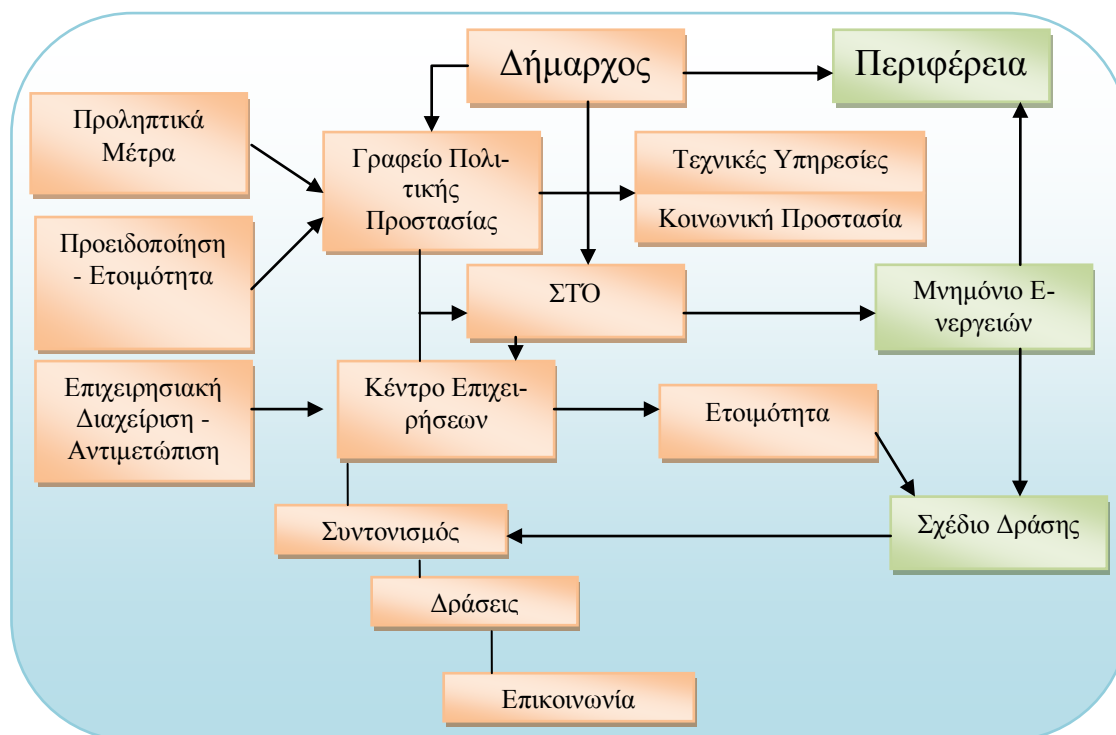 Δήμαρχος
Περιφέρεια
Προληπτικά
Μέτρα
Γραφείο Πολι-
τικής
Προστασίας
Τεχνικές Υπηρεσίες
Κοινωνική Προστασία
Προειδοποίηση
- Ετοιμότητα
ΣΤΌ
Μνημόνιο Ε-
νεργειών
Επιχειρησιακή
Διαχείριση -
Αντιμετώπιση
Κέντρο Επιχει-
ρήσεων
Ετοιμότητα
Συντονισμός
Σχέδιο Δράσης
Δράσεις
Επικοινωνία